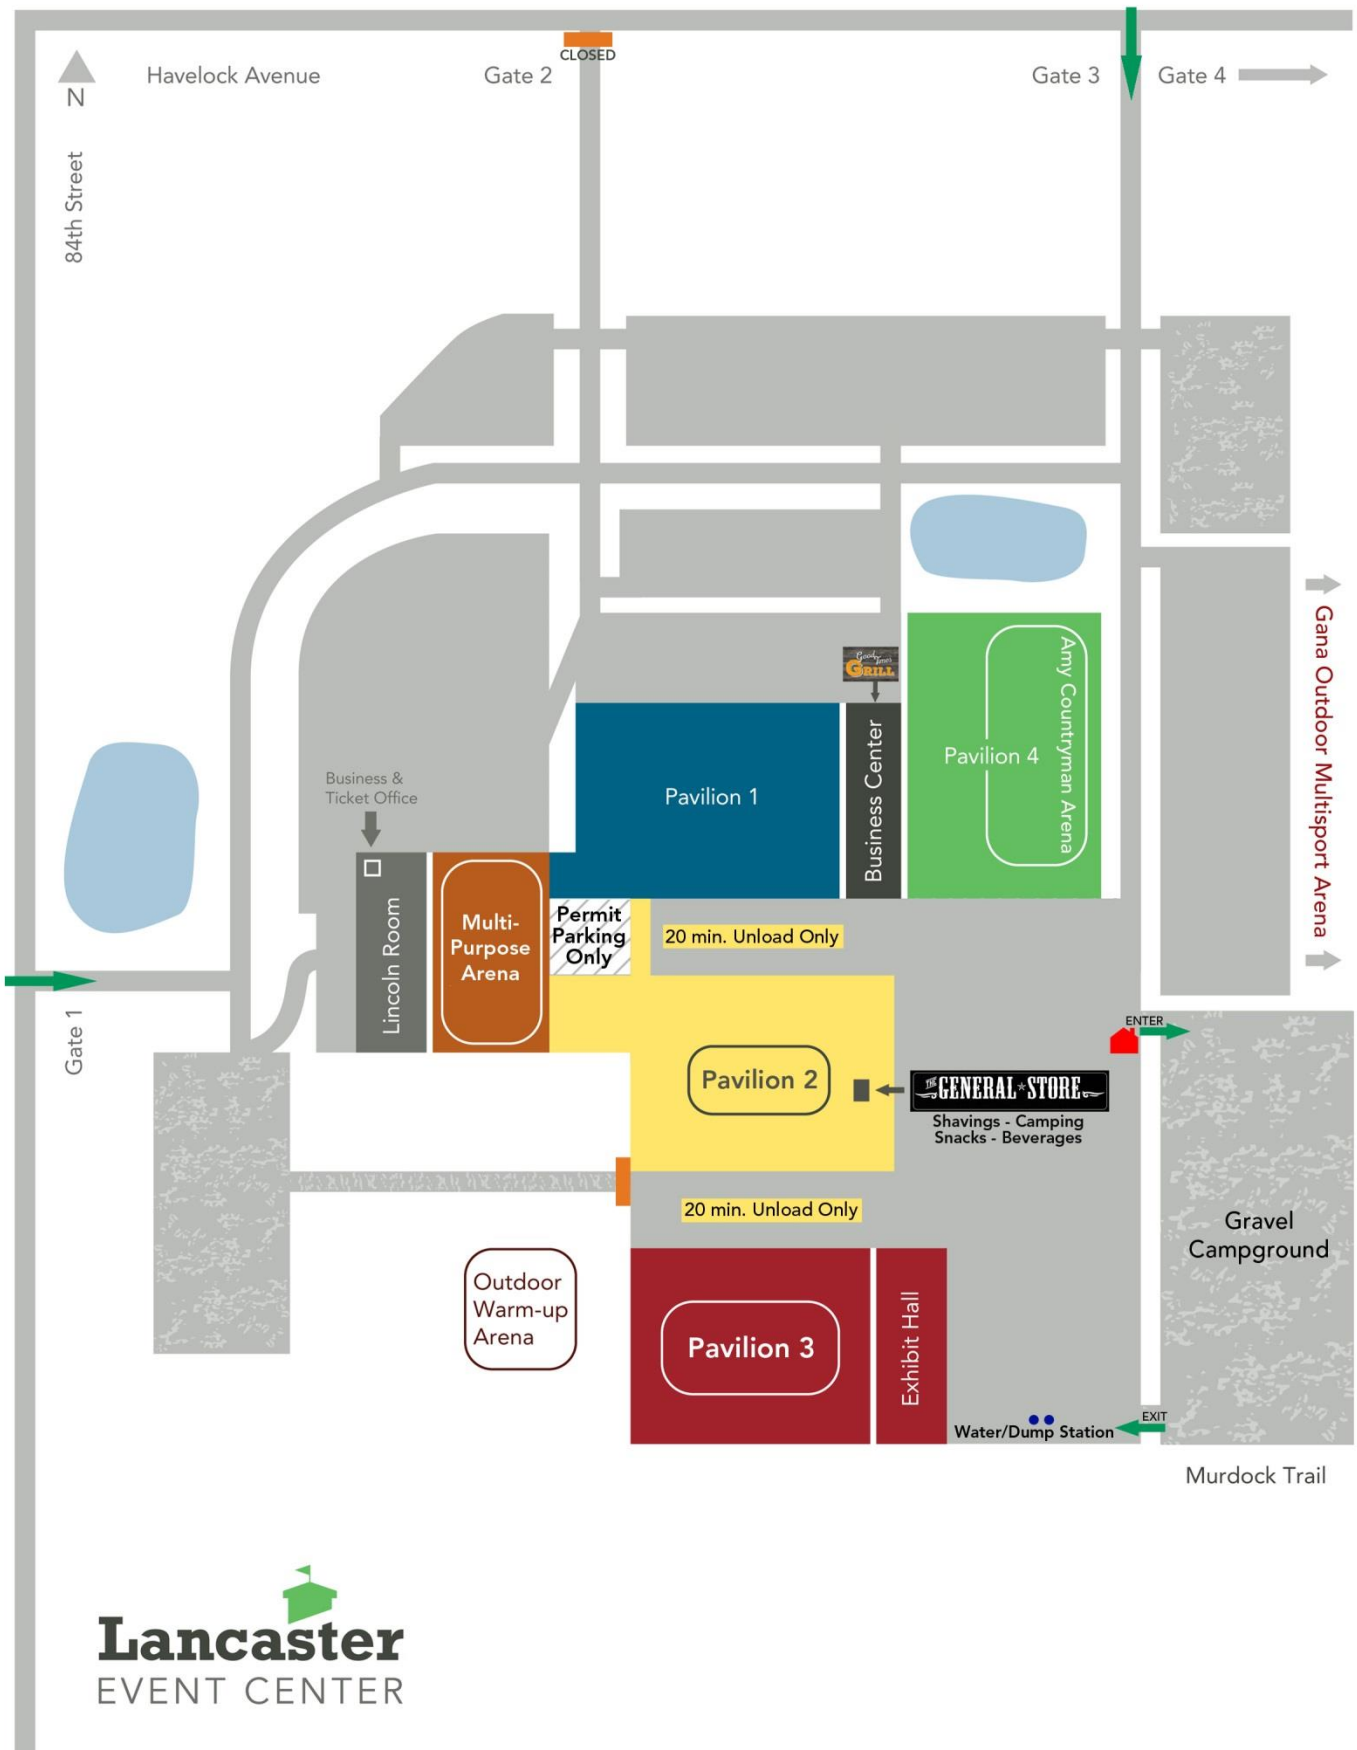 CLOSED
Havelock Avenue
Gate 2
Gate 3
Gate 4
N
84th Street
Good Times
GRILL
Amy Countryman Arena
Gana Outdoor Multisport Arena
Pavilion 4
Business Center
Pavilion 1
Business &
Ticket Office
Lincoln Room
Multi-
Purpose
Arena
Permit
Parking
Only
20 min. Unload Only
Gate 1
ENTER
Pavilion 2
THE GENERAL STORE
Shavings - Camping
Snacks - Beverages
20 min. Unload Only
Gravel
Campground
Outdoor
Warm-up
Arena
Pavilion 3
Exhibit Hall
EXIT
Water/Dump Station
Murdock Trail
Lancaster
EVENT CENTER